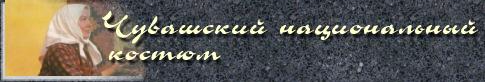 Чувашский национальный
костюм